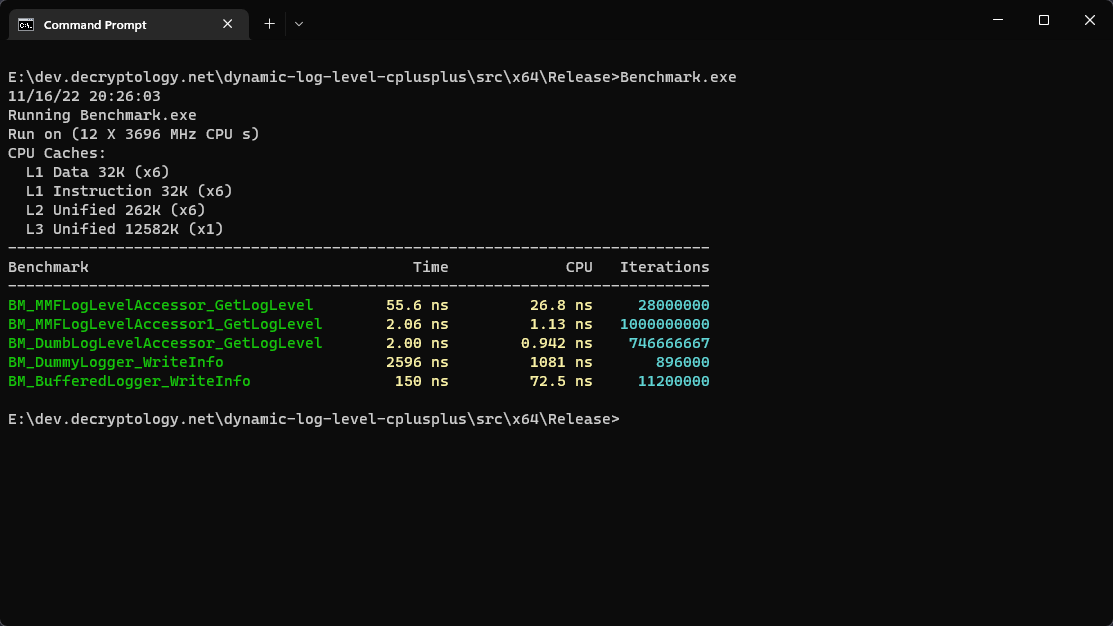 Command Prompt
E:\dev.decryptology.net\dynamic-log-level-cplusplus\src\x64\Release>Benchmark.exe
11/16/22 20:26:03
Running Benchmark.exe
Run on (12 X 3696 MHz CPU s)
CPU Caches:
  L1 Data 32K (x6)
  L1 Instruction 32K (x6)
  L2 Unified 262K (x6)
  L3 Unified 12582K (x1)
------------------------------------------------------------------------------
Benchmark                                    Time             CPU   Iterations
------------------------------------------------------------------------------
BM_MMFLogLevelAccessor_GetLogLevel        55.6 ns         26.8 ns     28000000
BM_MMFLogLevelAccessor1_GetLogLevel       2.06 ns         1.13 ns   1000000000
BM_DumbLogLevelAccessor_GetLogLevel       2.00 ns        0.942 ns    746666667
BM_DummyLogger_WriteInfo                  2596 ns         1081 ns       896000
BM_BufferedLogger_WriteInfo                150 ns         72.5 ns     11200000
E:\dev.decryptology.net\dynamic-log-level-cplusplus\src\x64\Release>